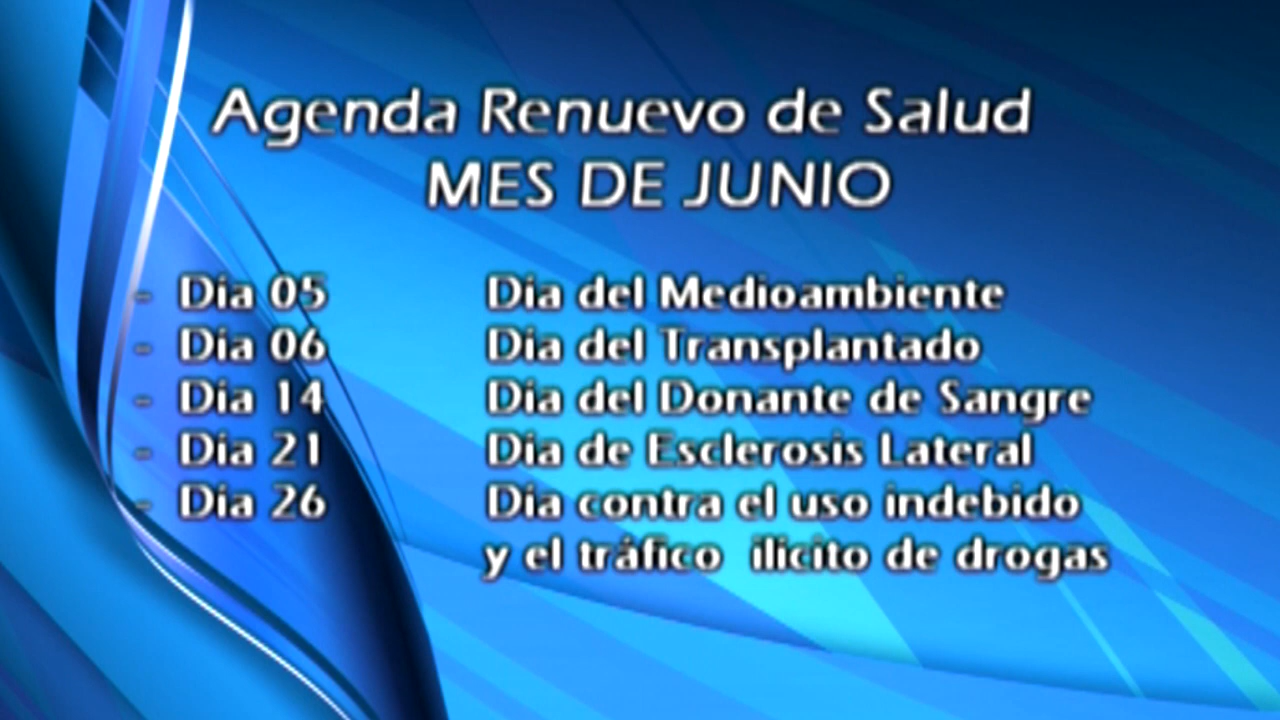 Agenda Renuevo de Salud
MES DE JUNIO
- Dia 05 Dia del Medioambiente
- Dia 06 Dia del Transplantado
- Dia 14 Dia del Donante de Sangre
- Dia 21 Dia de Esclerosis Lateral
- Dia 26 Dia contra el uso indebido
y el tráfico ilicito de drogas